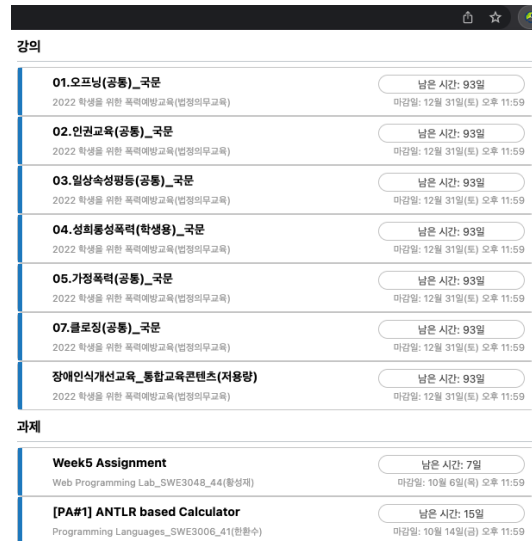 강의
01.오프닝(공통)_국문
남은 시간: 93일
2022 학생을 위한 폭력예방교육(법정의무교육)
마감일: 12월 31일(토) 오후 11:59
02.인권교육(공통)_국문
남은 시간: 93일
2022 학생을 위한 폭력예방교육(법정의무교육)
마감일: 12월 31일(토) 오후 11:59
03.일상속성평등(공통)_국문
남은 시간: 93일
2022 학생을 위한 폭력예방교육(법정의무교육)
마감일: 12월 31일(토) 오후 11:59
04.성희롱성폭력(학생용)_국문
남은 시간: 93일
2022 학생을 위한 폭력예방교육(법정의무교육)
마감일: 12월 31일(토) 오후 11:59
05.가정폭력(공통)_국문
남은 시간: 93일
2022 학생을 위한 폭력예방교육(법정의무교육)
마감일: 12월 31일(토) 오후 11:59
07.클로징(공통)_국문
남은 시간: 93일
2022 학생을 위한 폭력예방교육(법정의무교육)
마감일: 12월 31일(토) 오후 11:59
장애인식개선교육_통합교육콘텐츠(저용량)
남은 시간: 93일
2022 학생을 위한 폭력예방교육(법정의무교육)
마감일: 12월 31일(토) 오후 11:59
과제
Week5 Assignment
남은 시간: 7일
Web Programming Lab_SWE3048_44(황성재)
마감일: 10월 6일(목) 오후 11:59
[PA#1] ANTLR based Calculator
남은 시간: 15일
Programming Languages_SWE3006_41(한환수)
마감일: 10월 14일(금) 오후 11:59